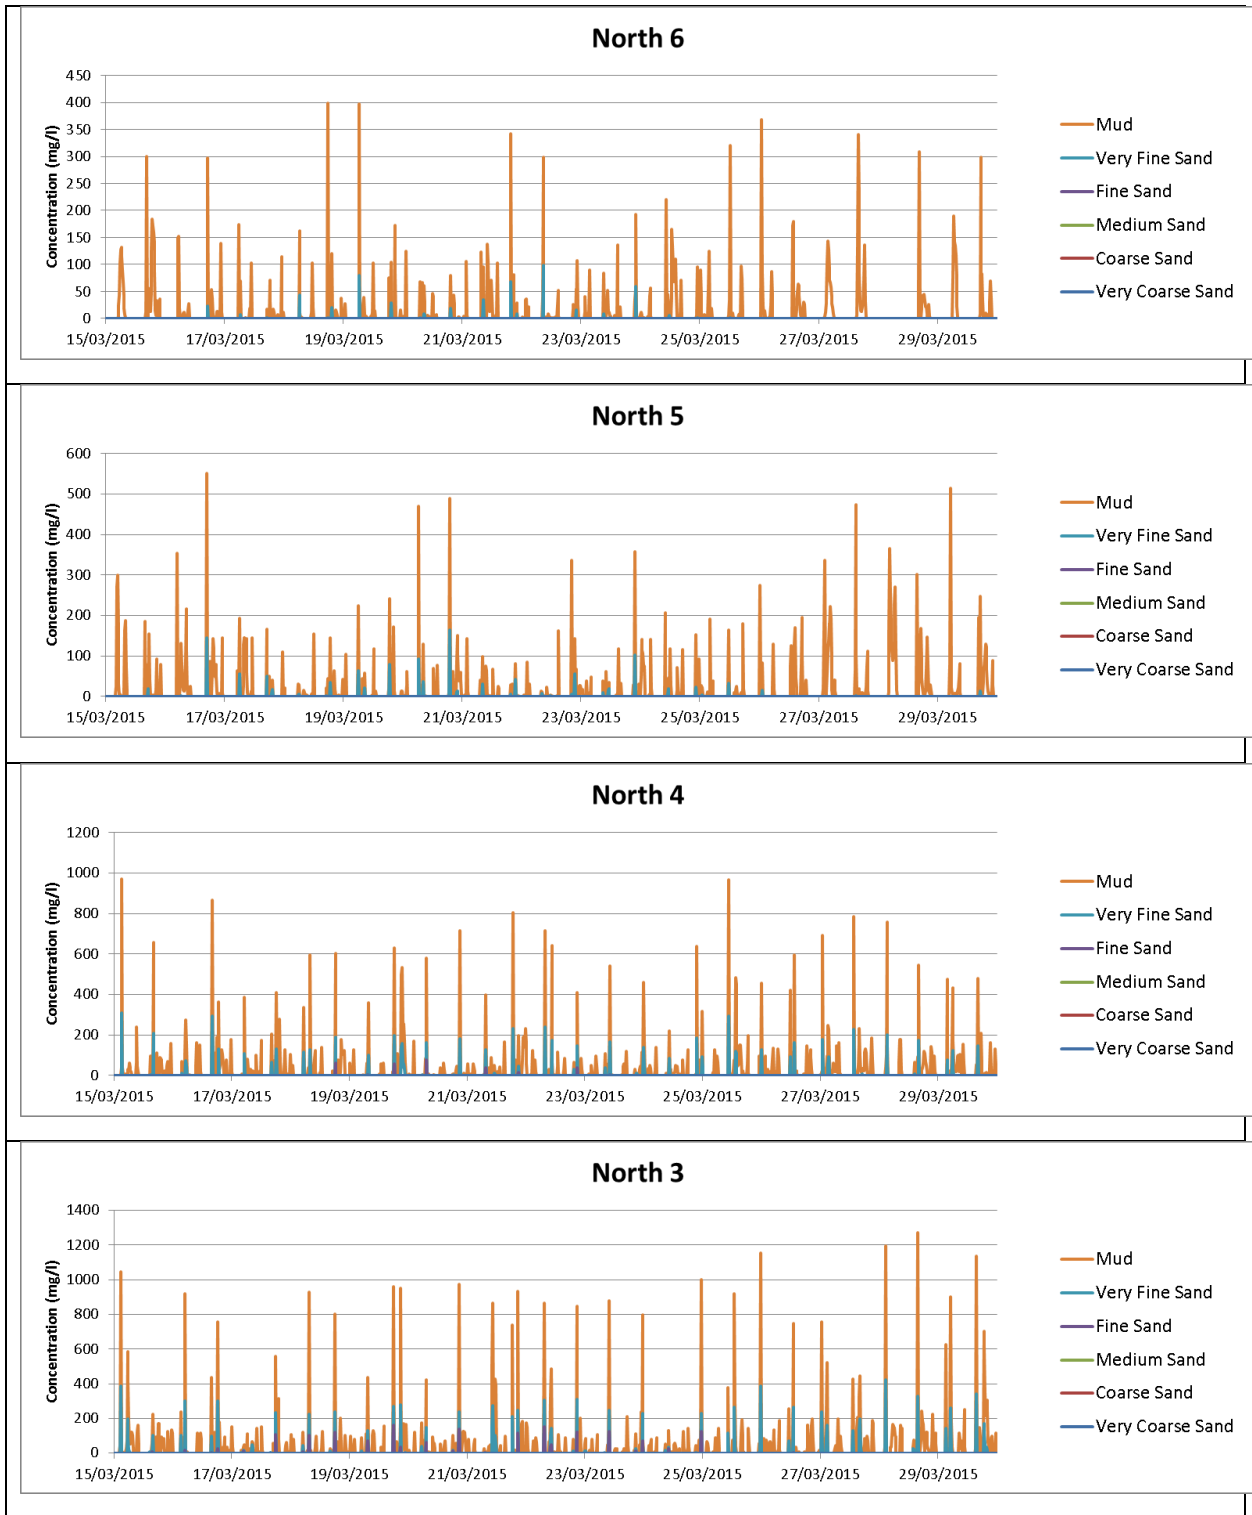 North 6
Concentration (mg/l)
450
400
350
300
250
200
150
100
50
0
15/03/2015 17/03/2015 19/03/2015 21/03/2015 23/03/2015 25/03/2015 27/03/2015 29/03/2015
Mud
Very Fine Sand
Fine Sand
Medium Sand
Coarse Sand
Very Coarse Sand
North 5
Concentration (mg/l)
600
500
400
300
200
100
0
15/03/2015 17/03/2015 19/03/2015 21/03/2015 23/03/2015 25/03/2015 27/03/2015 29/03/2015
Mud
Very Fine Sand
Fine Sand
Medium Sand
Coarse Sand
Very Coarse Sand
North 4
Concentration (mg/l)
1200
1000
800
600
400
200
0
15/03/2015 17/03/2015 19/03/2015 21/03/2015 23/03/2015 25/03/2015 27/03/2015 29/03/2015
Mud
Very Fine Sand
Fine Sand
Medium Sand
Coarse Sand
Very Coarse Sand
North 3
Concentration (mg/l)
1400
1200
1000
800
600
400
200
0
15/03/2015 17/03/2015 19/03/2015 21/03/2015 23/03/2015 25/03/2015 27/03/2015 29/03/2015
Mud
Very Fine Sand
Fine Sand
Medium Sand
Coarse Sand
Very Coarse Sand